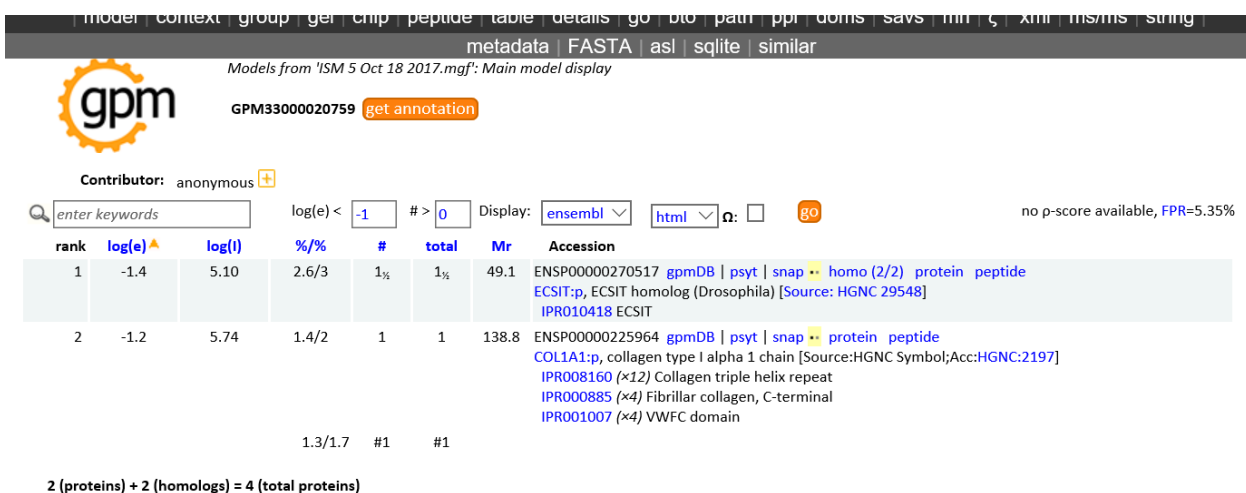 | model | context | group | gel | chip | peptide | table | details | go | bto | path | ppi | doms | savs | mh | ζ | xml | ms/ms | string |
metadata | FASTA | asl | sqlite | similar
Models from 'ISM 5 Oct 18 2017.mgf': Main model display
gpm
GPM33000020759 get annotation
Contributor: anonymous +
enter keywords log(e) < -1 # > 0 Display: ensembl html Ω: go no ρ-score available, FPR=5.35%
rank log(e) log(I) %/% # total Mr Accession
1 -1.4 5.10 2.6/3 1½ 1½ 49.1 ENSP00000270517 gpmDB | psyt | snap •• homo (2/2) protein peptide
ECSIT:p, ECSIT homolog (Drosophila) [Source: HGNC 29548]
IPR010418 ECSIT
2 -1.2 5.74 1.4/2 1 1 138.8 ENSP00000225964 gpmDB | psyt | snap •• protein peptide
COL1A1:p, collagen type I alpha 1 chain [Source:HGNC Symbol;Acc:HGNC:2197]
IPR008160 (×12) Collagen triple helix repeat
IPR000885 (×4) Fibrillar collagen, C-terminal
IPR001007 (×4) VWFC domain
1.3/1.7 #1 #1
2 (proteins) + 2 (homologs) = 4 (total proteins)